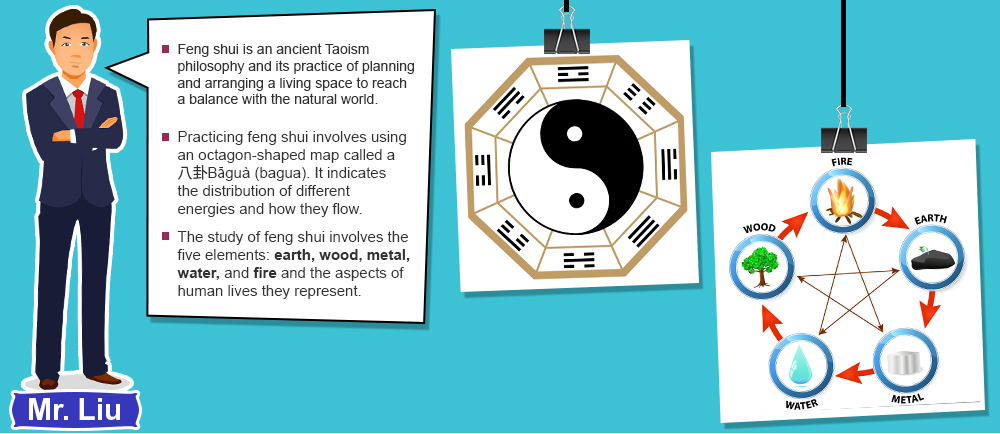 Feng shui is an ancient Taoism
philosophy and its practice of planning
and arranging a living space to reach
a balance with the natural world.
Practicing feng shui involves using
an octagon-shaped map called a
八卦Bāguà (bagua). It indicates
the distribution of different
energies and how they flow.
The study of feng shui involves the
five elements: earth, wood, metal,
water, and fire and the aspects of
human lives they represent.
Mr. Liu
FIRE
EARTH
WOOD
WATER
METAL